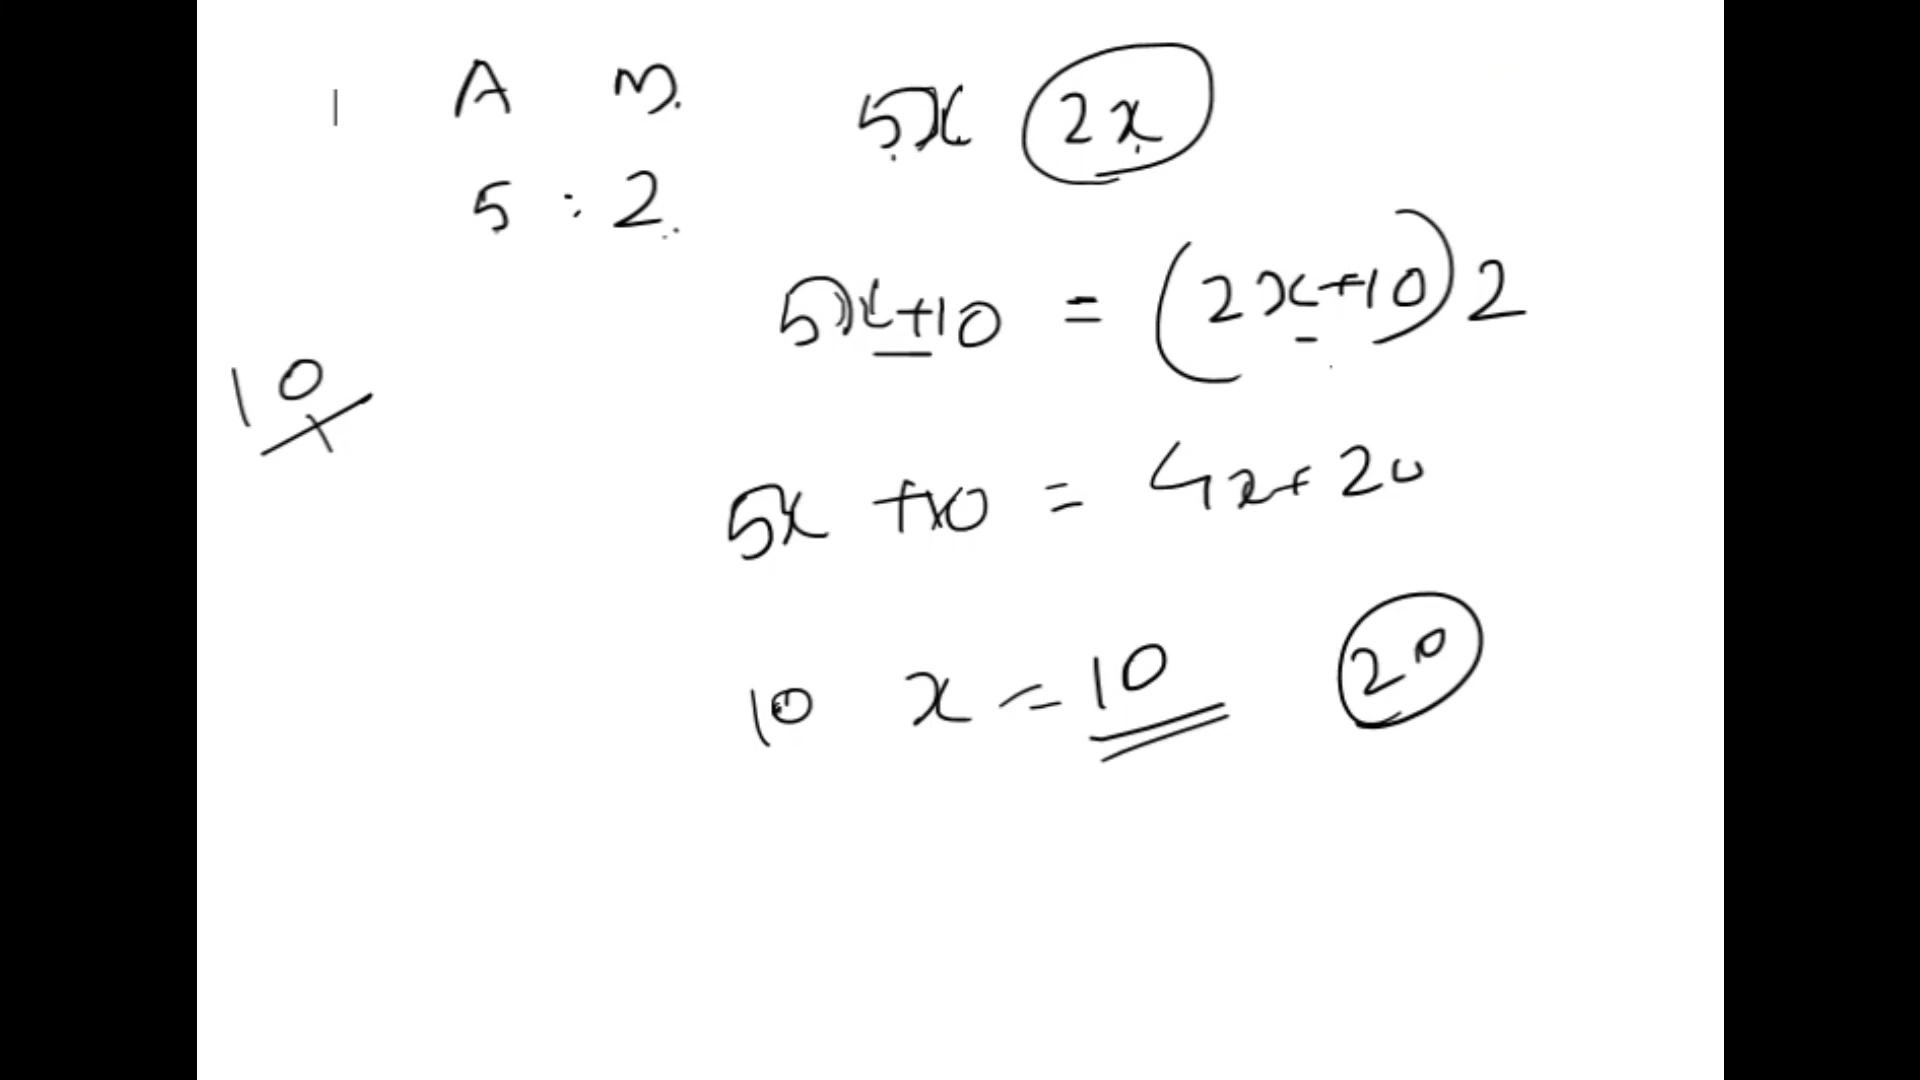 1 A M.
5x 2x
5 : 2
5x+10 = (2x+10)2
10
5x +10 = 4x+20
10 x = 10 20